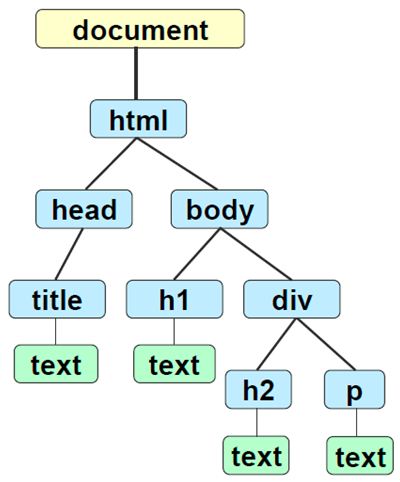 document
html
head
body
title
h1
div
text
text
h2
p
text
text